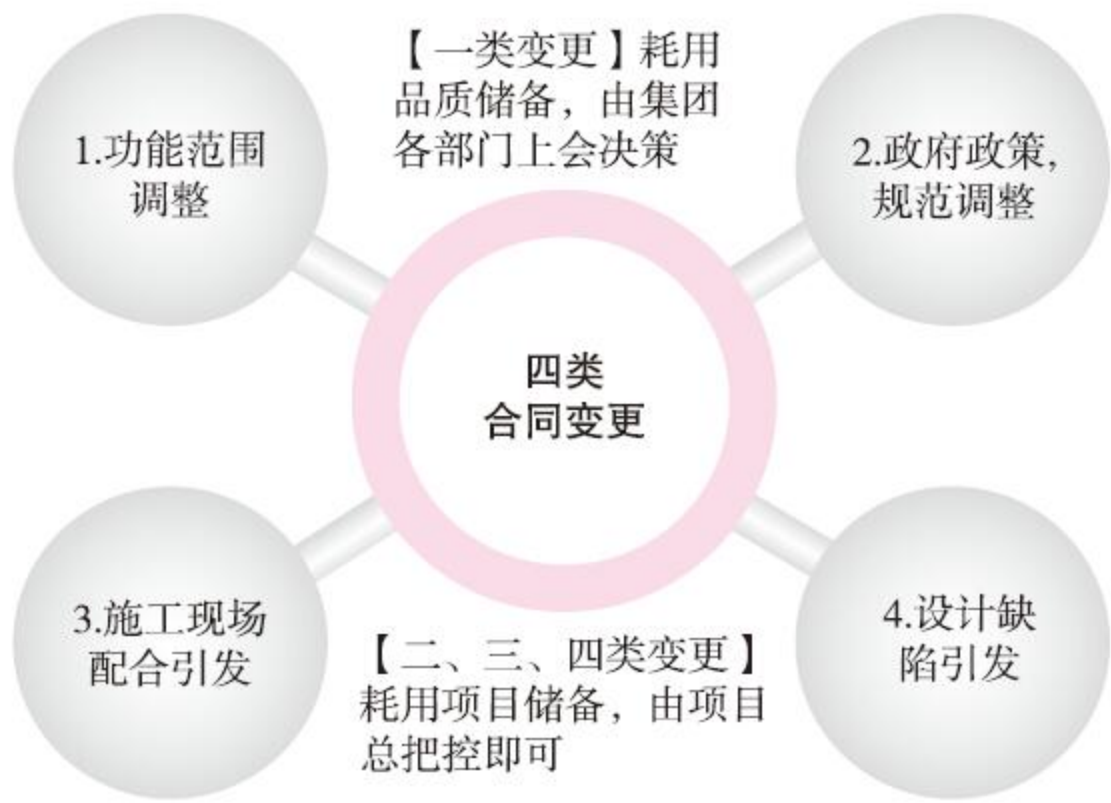 1.功能范围
调整
【一类变更】耗用
品质储备，由集团
各部门上会决策
2.政府政策,
规范调整
四类
合同变更
3.施工现场
配合引发
【二、三、四类变更】
耗用项目储备，由项目
总把控即可
4.设计缺
陷引发